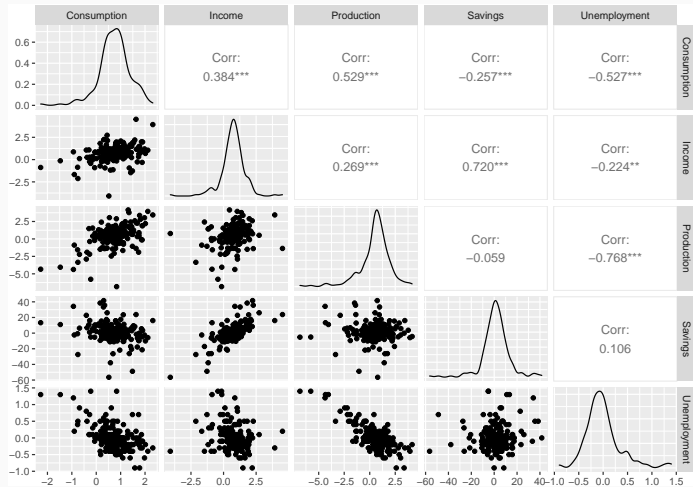 Consumption Income Production Savings Unemployment
0.6
0.4
0.2
0.0
Corr:
0.384***
Corr:
0.529***
Corr:
−0.257***
Corr:
−0.527***
Consumption
2.5
0.0
−2.5
Corr:
0.269***
Corr:
0.720***
Corr:
−0.224**
Income
2.5
0.0
−2.5
−5.0
Corr:
−0.059
Corr:
−0.768***
Production
40
20
0
−20
−40
−60
Corr:
0.106
Savings
1.5
1.0
0.5
0.0
−0.5
−1.0
Unemployment
−2 −1 0 1 2 −2.5 0.0 2.5 −5.0 −2.5 0.0 2.5 −60 −40 −20 0 20 40 −1.0 −0.5 0.0 0.5 1.0 1.5